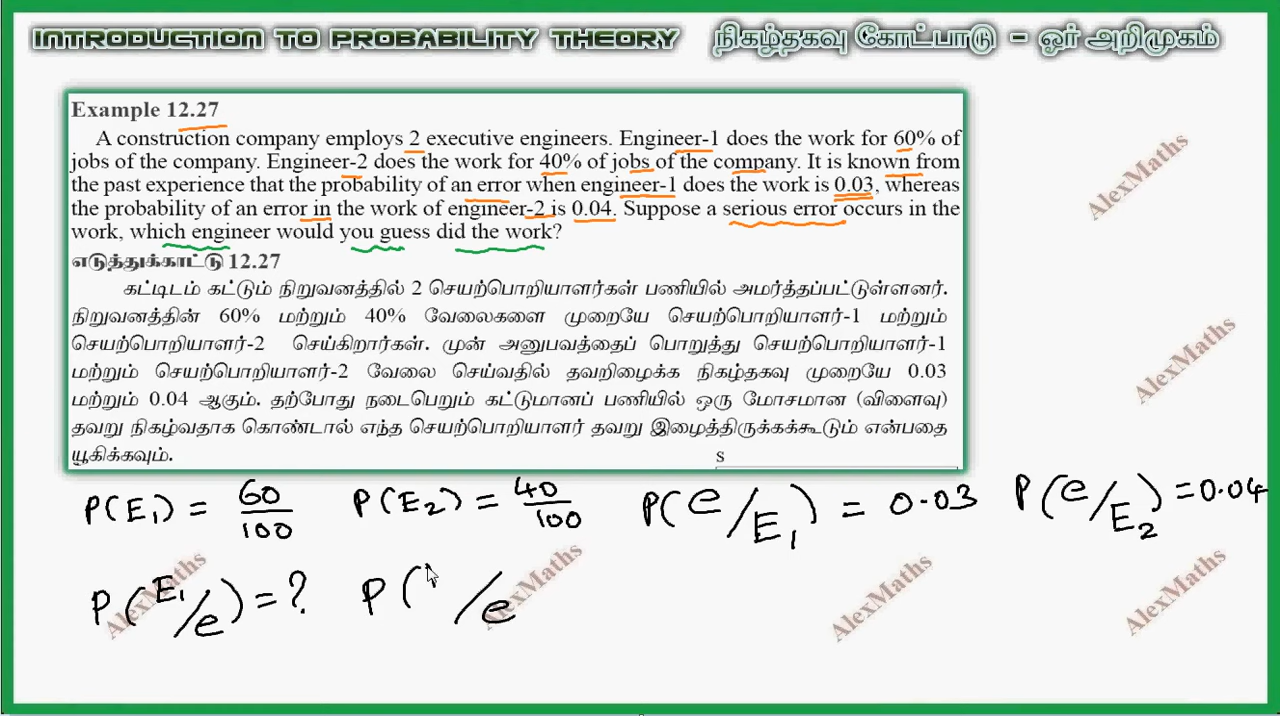 INTRODUCTION TO PROBABILITY THEORY நிகழ்தகவு கோட்பாடு – ஓர் அறிமுகம்
Example 12.27
A construction company employs 2 executive engineers. Engineer-1 does the work for 60% of
jobs of the company. Engineer-2 does the work for 40% of jobs of the company. It is known from
the past experience that the probability of an error when engineer-1 does the work is 0.03, whereas
the probability of an error in the work of engineer-2 is 0.04. Suppose a serious error occurs in the
work, which engineer would you guess did the work?
எடுத்துக்காட்டு 12.27
கட்டிடம் கட்டும் நிறுவனத்தில் 2 செயற்பொறியாளர்கள் பணியில் அமர்த்தப்பட்டுள்ளனர்.
நிறுவனத்தின் 60% மற்றும் 40% வேலைகளை முறையே செயற்பொறியாளர்-1 மற்றும்
செயற்பொறியாளர்-2 செய்கிறார்கள். முன் அனுபவத்தைப் பொறுத்து செயற்பொறியாளர்-1
மற்றும் செயற்பொறியாளர்-2 வேலை செய்வதில் தவறிழைக்க நிகழ்தகவு முறையே 0.03
மற்றும் 0.04 ஆகும். தற்போது நடைபெறும் கட்டுமானப் பணியில் ஒரு மோசமான (விளைவு)
தவறு நிகழ்வதாக கொண்டால் எந்த செயற்பொறியாளர் தவறு இழைத்திருக்கக்கூடும் என்பதை
யூகிக்கவும்.
S
P(E₁) = 60/100 P(E₂) = 40/100 P(e/E₁) = 0.03 P(e/E₂) = 0.04
P(E₁/e) = ? P( /e
AlexMaths
AlexMaths
AlexMaths
AlexMaths
AlexMaths
AlexMaths